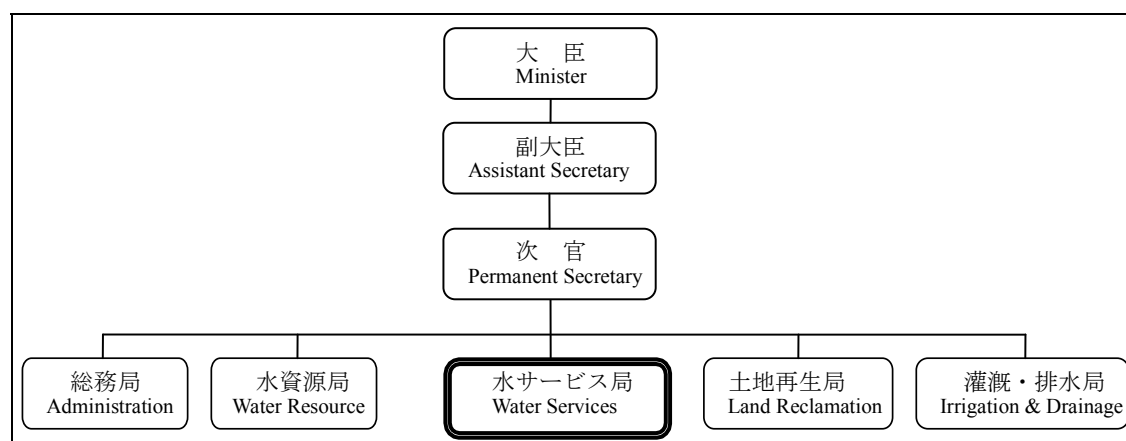 大 臣
Minister
副大臣
Assistant Secretary
次 官
Permanent Secretary
総務局
Administration
水資源局
Water Resource
水サービス局
Water Services
土地再生局
Land Reclamation
灌漑・排水局
Irrigation & Drainage